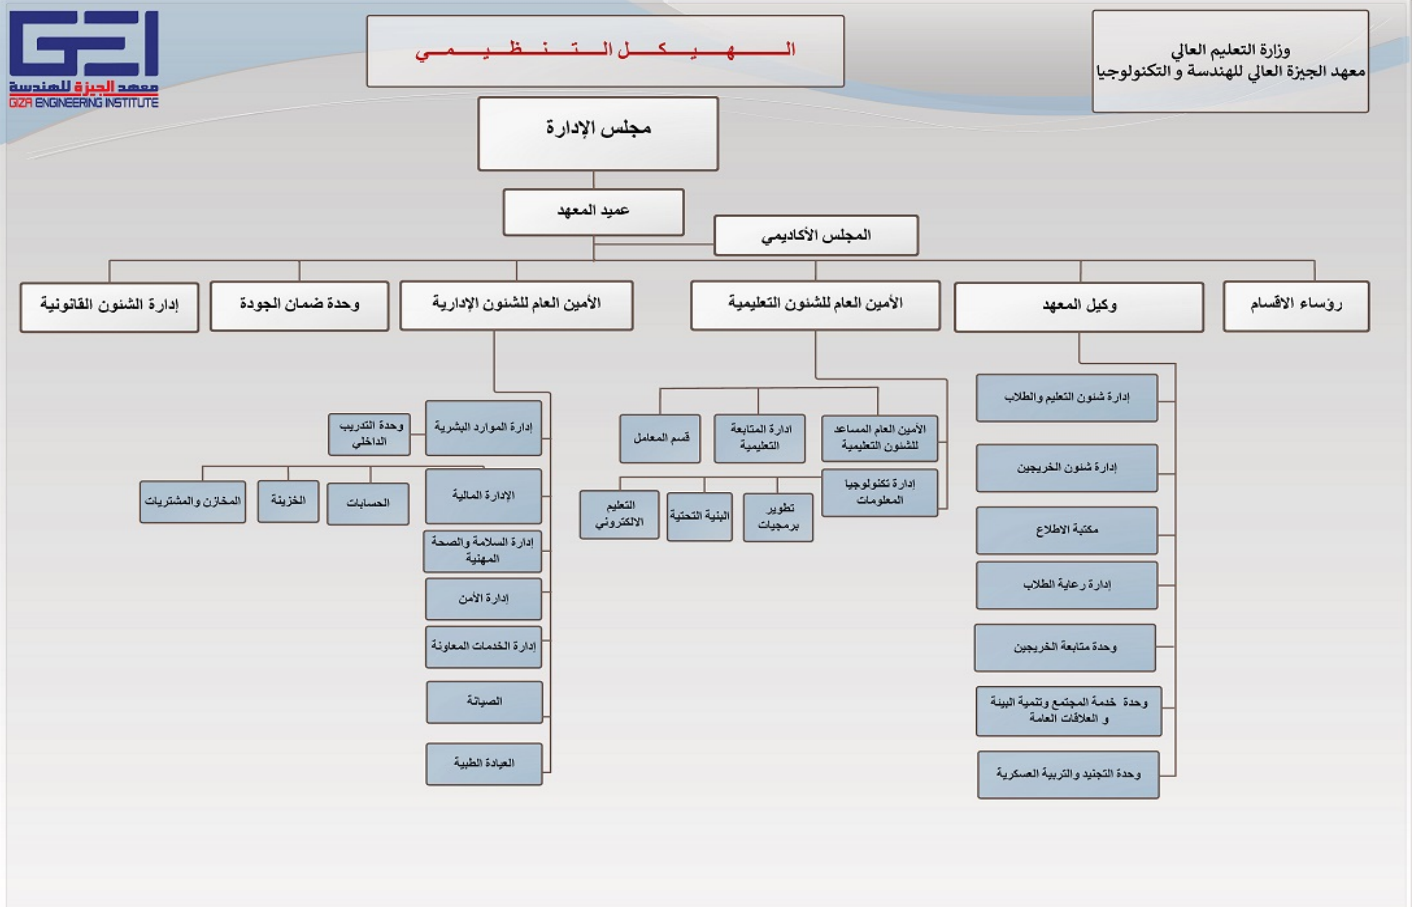 GEI
معهد الجيزة للهندسة
GIZA ENGINEERING INSTITUTE
الـهـيـكـل الـتـنـظـيـمـي
وزارة التعليم العالي
معهد الجيزة العالي للهندسة و التكنولوجيا
مجلس الإدارة
عميد المعهد
المجلس الأكاديمي
رؤساء الاقسام
وكيل المعهد
الأمين العام للشئون التعليمية
الأمين العام للشئون الإدارية
وحدة ضمان الجودة
إدارة الشئون القانونية
إدارة شئون التعليم والطلاب
إدارة شئون الخريجين
مكتبة الاطلاع
إدارة رعاية الطلاب
وحدة متابعة الخريجين
وحدة خدمة المجتمع وتنمية البيئة
و العلاقات العامة
وحدة التجنيد والتربية العسكرية
الأمين العام المساعد
للشئون التعليمية
ادارة المتابعة
التعليمية
قسم المعامل
إدارة تكنولوجيا
المعلومات
تطوير
برمجيات
البنية التحتية
التعليم
الالكتروني
إدارة الموارد البشرية
وحدة التدريب
الداخلي
الإدارة المالية
الحسابات
الخزينة
المخازن والمشتريات
إدارة السلامة والصحة
المهنية
إدارة الأمن
إدارة الخدمات المعاونة
الصيانة
العيادة الطبية